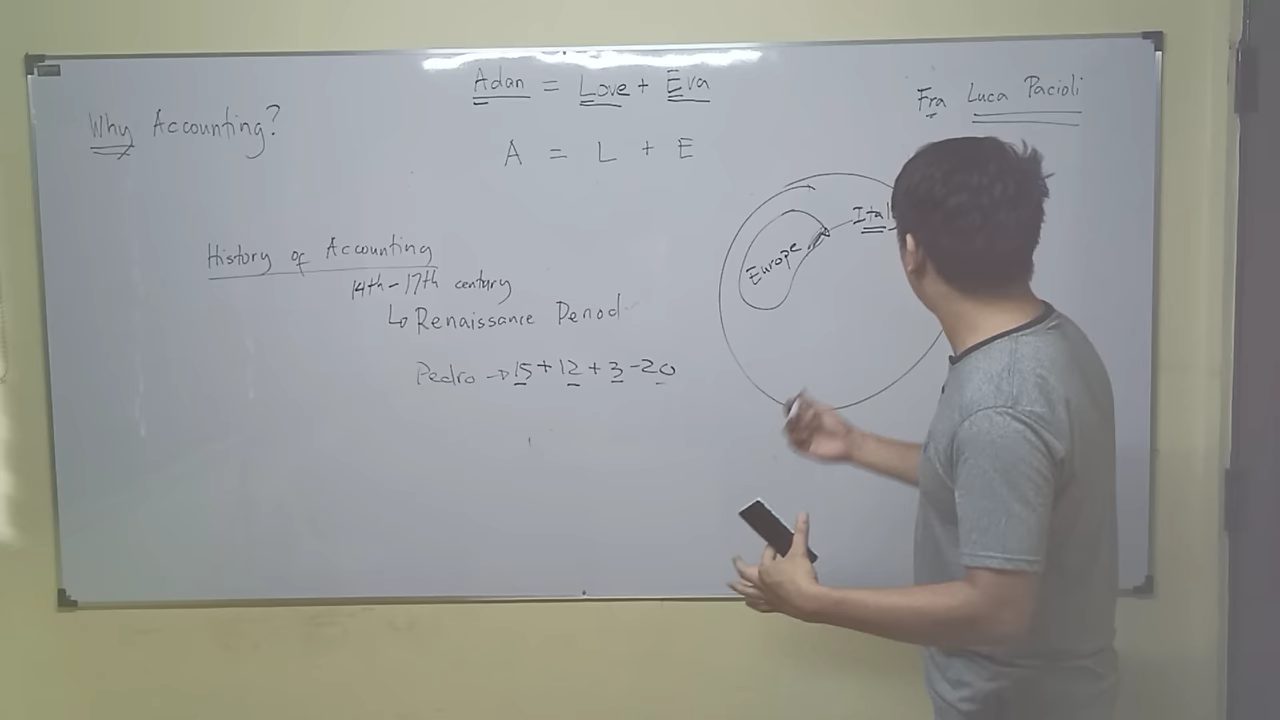 Adan = Love + Eva
Fra Luca Pacioli
Why Accounting?
A = L + E
Ital
Europe
History of Accounting
14th - 17th century
↳ Renaissance Period
Pedro → 15 + 12 + 3 - 20